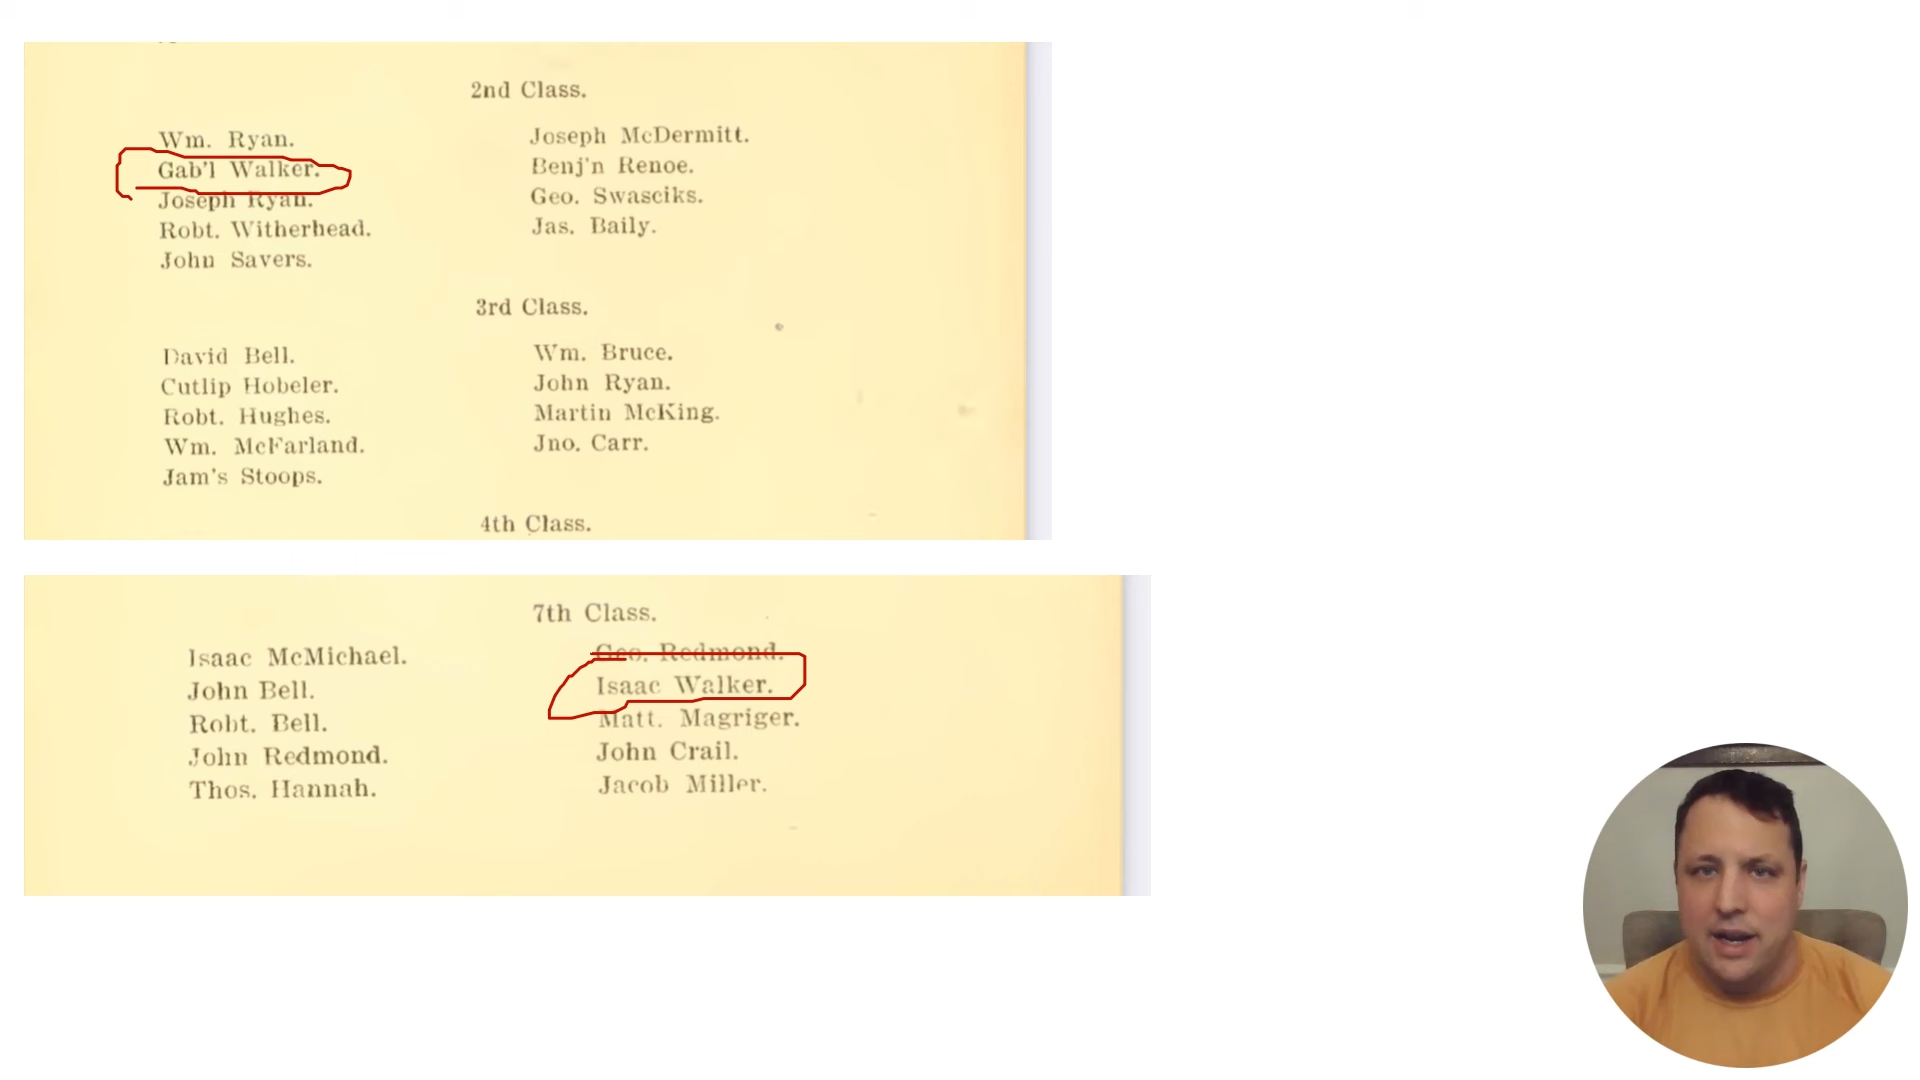 2nd Class.
Wm. Ryan.
Gab'l Walker.
Joseph Ryan.
Robt. Witherhead.
John Savers.
Joseph McDermitt.
Benj'n Renoe.
Geo. Swasciks.
Jas. Baily.
3rd Class.
David Bell.
Cutlip Hobeler.
Robt. Hughes.
Wm. McFarland.
Jam's Stoops.
Wm. Bruce.
John Ryan.
Martin McKing.
Jno. Carr.
4th Class.
7th Class.
Isaac McMichael.
John Bell.
Robt. Bell.
John Redmond.
Thos. Hannah.
Geo. Redmond.
Isaac Walker.
Matt. Magriger.
John Crail.
Jacob Miller.